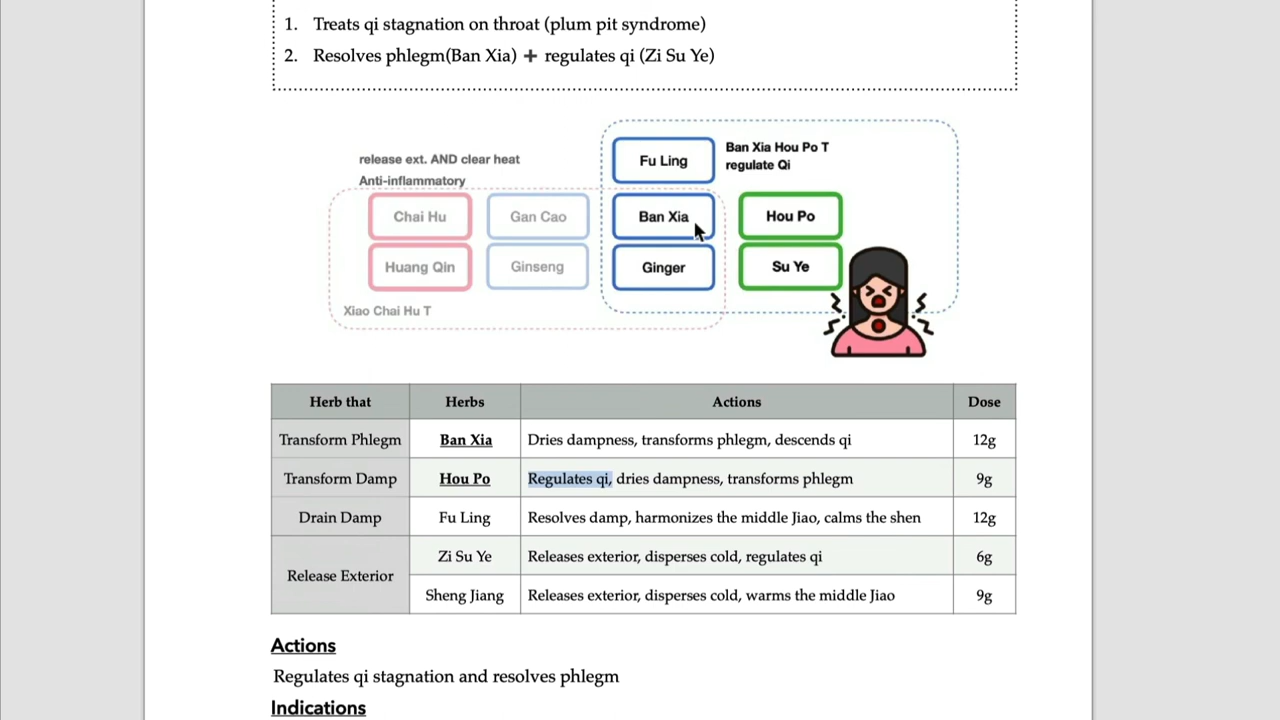 1. Treats qi stagnation on throat (plum pit syndrome)
2. Resolves phlegm(Ban Xia) + regulates qi (Zi Su Ye)
release ext. AND clear heat
Anti-inflammatory
Chai Hu
Gan Cao
Huang Qin
Ginseng
Xiao Chai Hu T
Fu Ling
Ban Xia
Ginger
Ban Xia Hou Po T
regulate Qi
Hou Po
Su Ye
Herb that Herbs Actions Dose
Transform Phlegm Ban Xia Dries dampness, transforms phlegm, descends qi 12g
Transform Damp Hou Po Regulates qi, dries dampness, transforms phlegm 9g
Drain Damp Fu Ling Resolves damp, harmonizes the middle Jiao, calms the shen 12g
Release Exterior Zi Su Ye Releases exterior, disperses cold, regulates qi 6g
Sheng Jiang Releases exterior, disperses cold, warms the middle Jiao 9g
Actions
Regulates qi stagnation and resolves phlegm
Indications